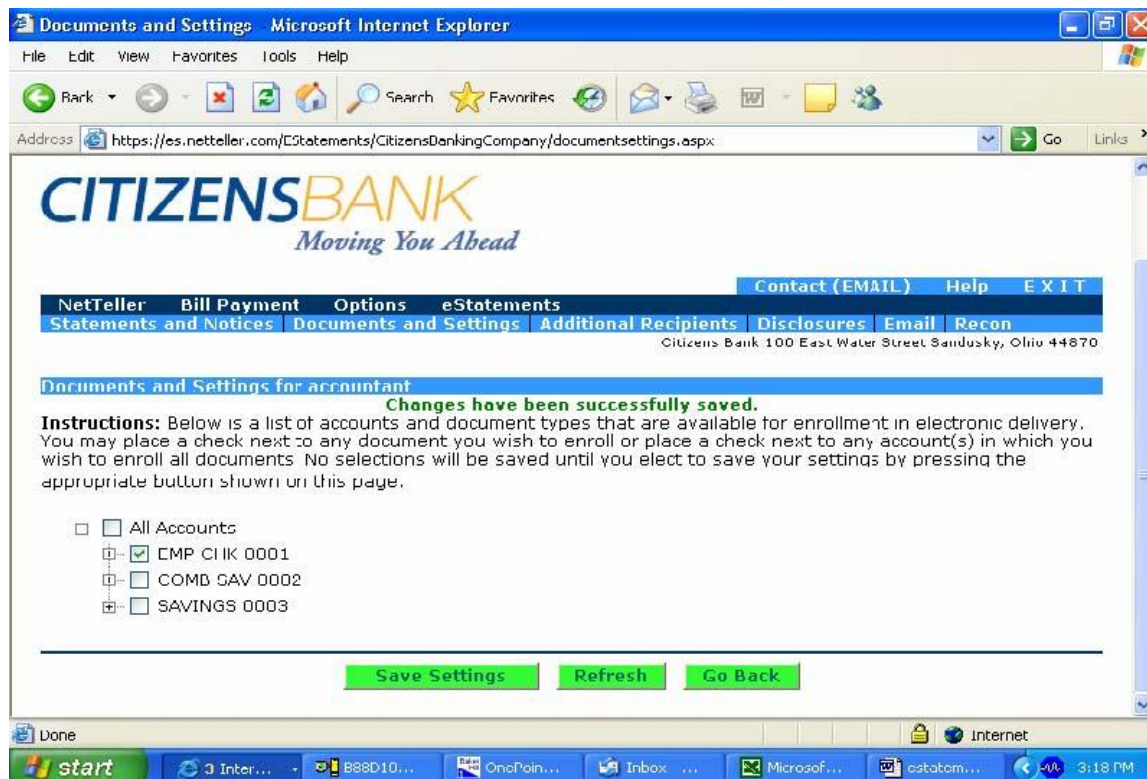 Documents and Settings - Microsoft Internet Explorer
File Edit View Favorites Tools Help
Back Search Favorites
Address https://es.netteller.com/EStatements/CitizensBankingCompany/documentsettings.aspx Go Links
CITIZENSBANK
Moving You Ahead
Contact (EMAIL) Help EXIT
NetTeller Bill Payment Options eStatements
Statements and Notices Documents and Settings Additional Recipients Disclosures Email Recon
Citizens Bank 100 East Water Street Sandusky, Ohio 44870
Documents and Settings for accountant
Changes have been successfully saved.
Instructions: Below is a list of accounts and document types that are available for enrollment in electronic delivery.
You may place a check next to any document you wish to enroll or place a check next to any account(s) in which you
wish to enroll all documents. No selections will be saved until you elect to save your settings by pressing the
appropriate button shown on this page.
All Accounts
EMP CHK 0001
COMB SAV 0002
SAVINGS 0003
Save Settings Refresh Go Back
Done Internet
start 3 Inter... B88D10... OnePoin... Inbox ... Microsof... estatem... 3:18 PM